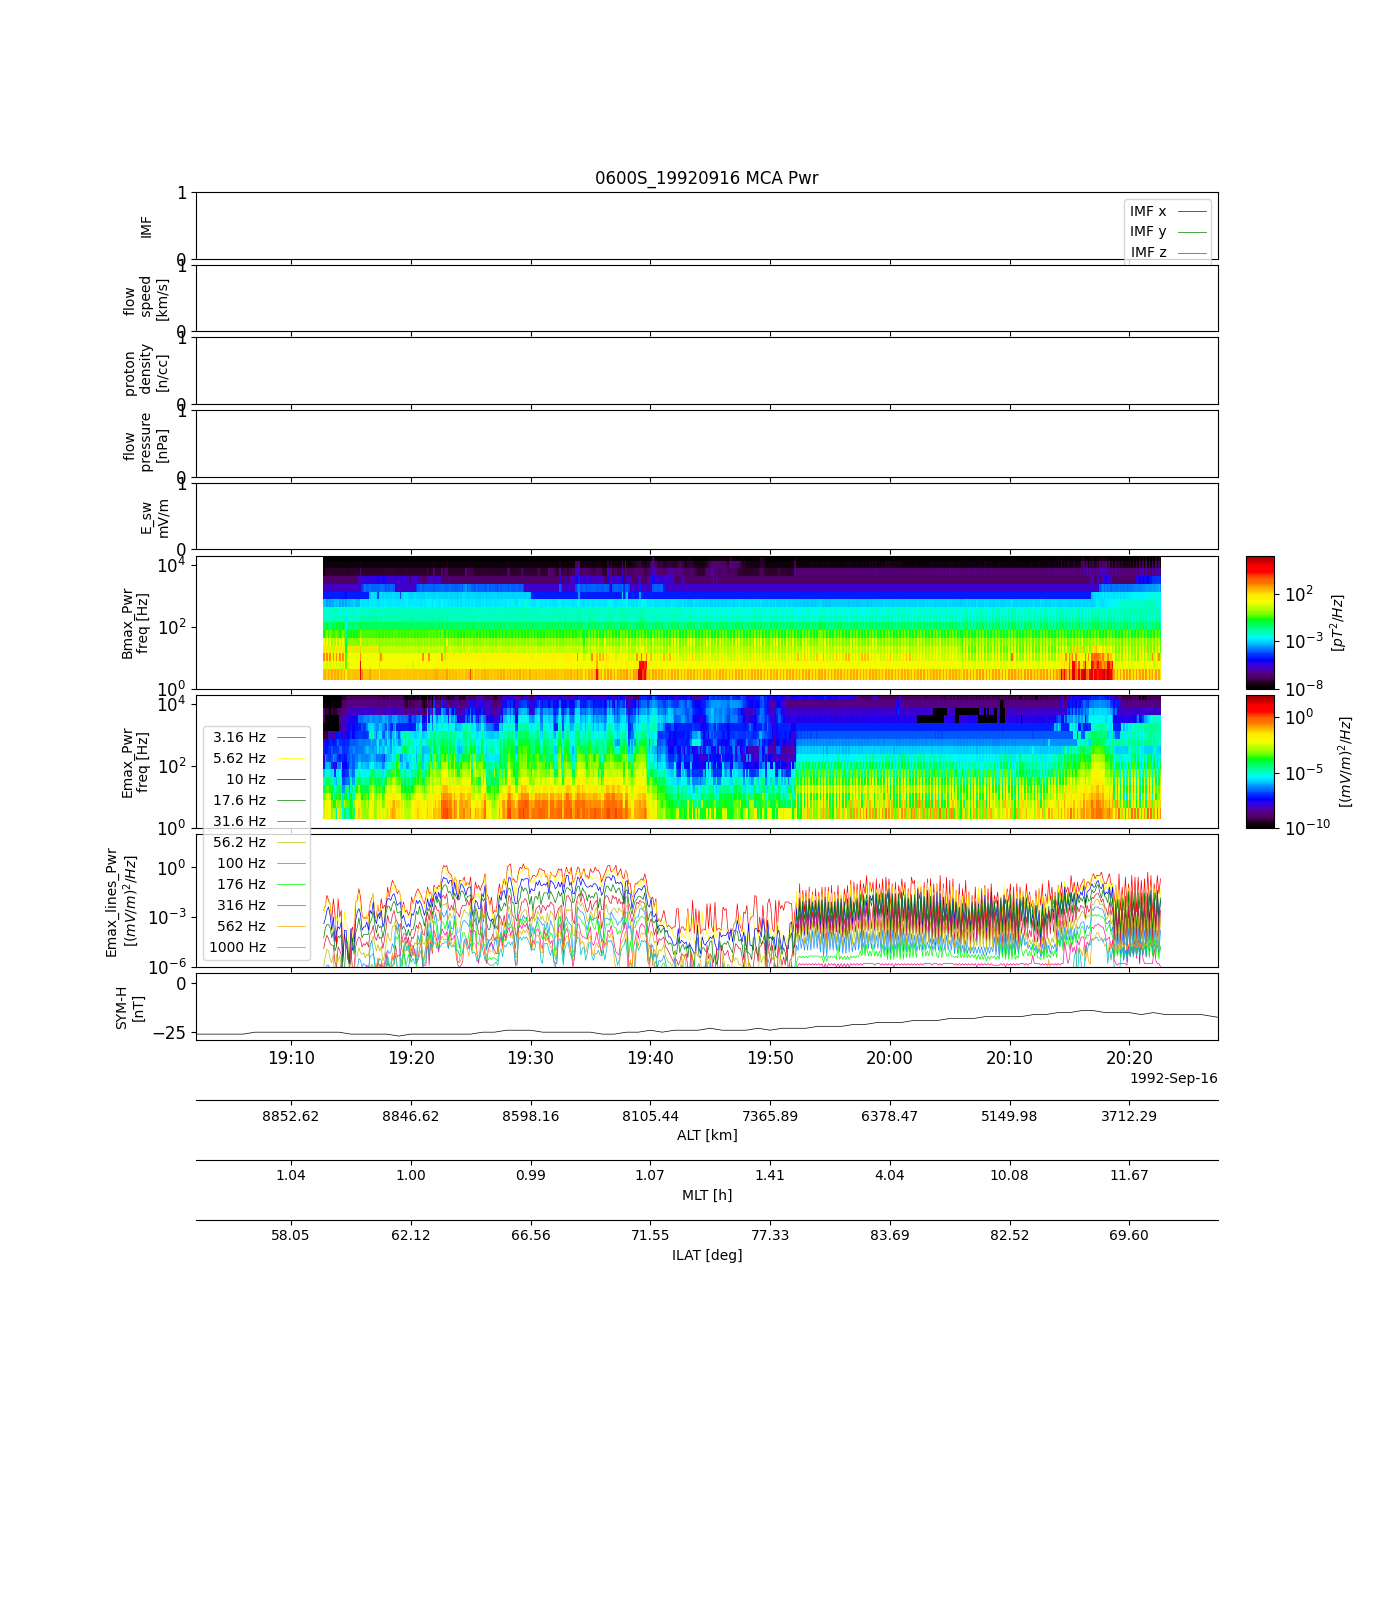 0600S_19920916 MCA Pwr
1
IMF
0
IMF x
IMF y
IMF z
1
flow
speed
[km/s]
0
1
proton
density
[n/cc]
0
1
flow
pressure
[nPa]
0
1
E_sw
mV/m
0
10^4
10^2
10^0
Bmax_Pwr
freq [Hz]
10^2
10^-3
10^-8
[pT^2/Hz]
10^4
10^2
10^0
Emax_Pwr
freq [Hz]
10^0
10^-5
10^-10
[(mV/m)^2/Hz]
3.16 Hz
5.62 Hz
10 Hz
17.6 Hz
31.6 Hz
56.2 Hz
100 Hz
176 Hz
316 Hz
562 Hz
1000 Hz
10^0
10^-3
10^-6
Emax_lines_Pwr
[(mV/m)^2/Hz]
0
−25
SYM-H
[nT]
19:10 19:20 19:30 19:40 19:50 20:00 20:10 20:20
1992-Sep-16
8852.62 8846.62 8598.16 8105.44 7365.89 6378.47 5149.98 3712.29
ALT [km]
1.04 1.00 0.99 1.07 1.41 4.04 10.08 11.67
MLT [h]
58.05 62.12 66.56 71.55 77.33 83.69 82.52 69.60
ILAT [deg]